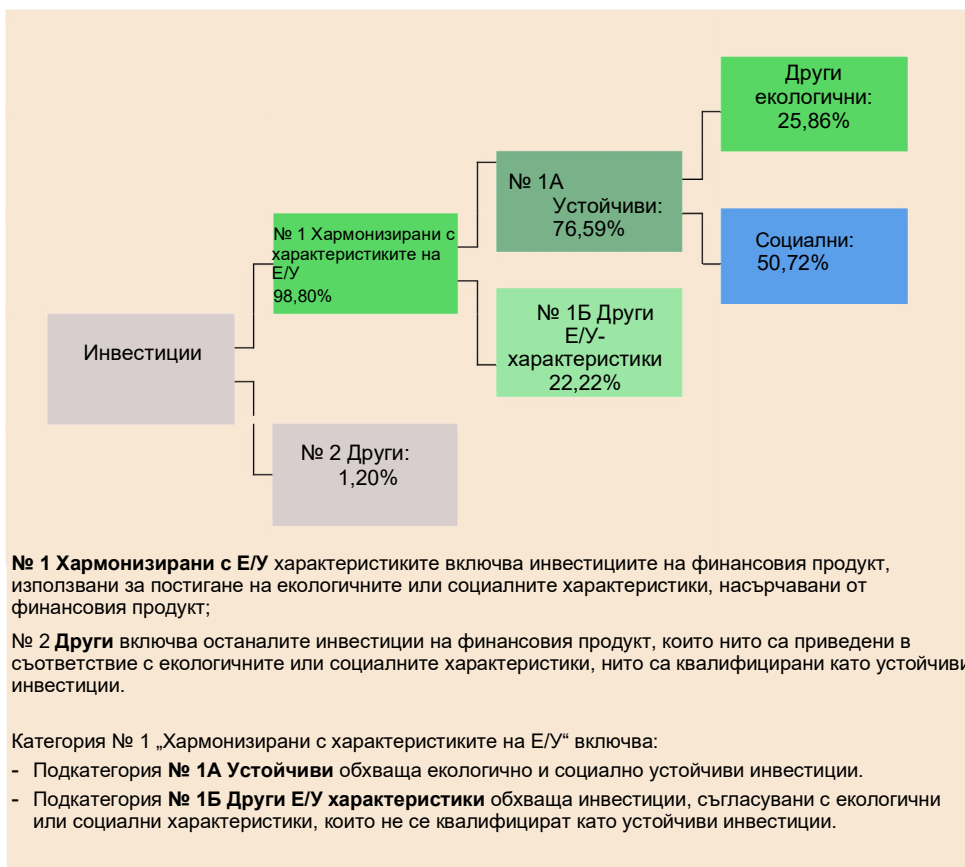 Други
екологични:
25,86%
№ 1А
Устойчиви:
76,59%
Социални:
50,72%
№ 1 Хармонизирани с
характеристиките на
Е/У
98,80%
№ 1Б Други
Е/У-
характеристики
22,22%
Инвестиции
№ 2 Други:
1,20%
№ 1 Хармонизирани с Е/У характеристиките включва инвестициите на финансовия продукт,
използвани за постигане на екологичните или социалните характеристики, насърчавани от
финансовия продукт;
№ 2 Други включва останалите инвестиции на финансовия продукт, които нито са приведени в
съответствие с екологичните или социалните характеристики, нито са квалифицирани като устойчиви
инвестиции.
Категория № 1 „Хармонизирани с характеристиките на Е/У“ включва:
- Подкатегория № 1А Устойчиви обхваща екологично и социално устойчиви инвестиции.
- Подкатегория № 1Б Други Е/У характеристики обхваща инвестиции, съгласувани с екологични
или социални характеристики, които не се квалифицират като устойчиви инвестиции.